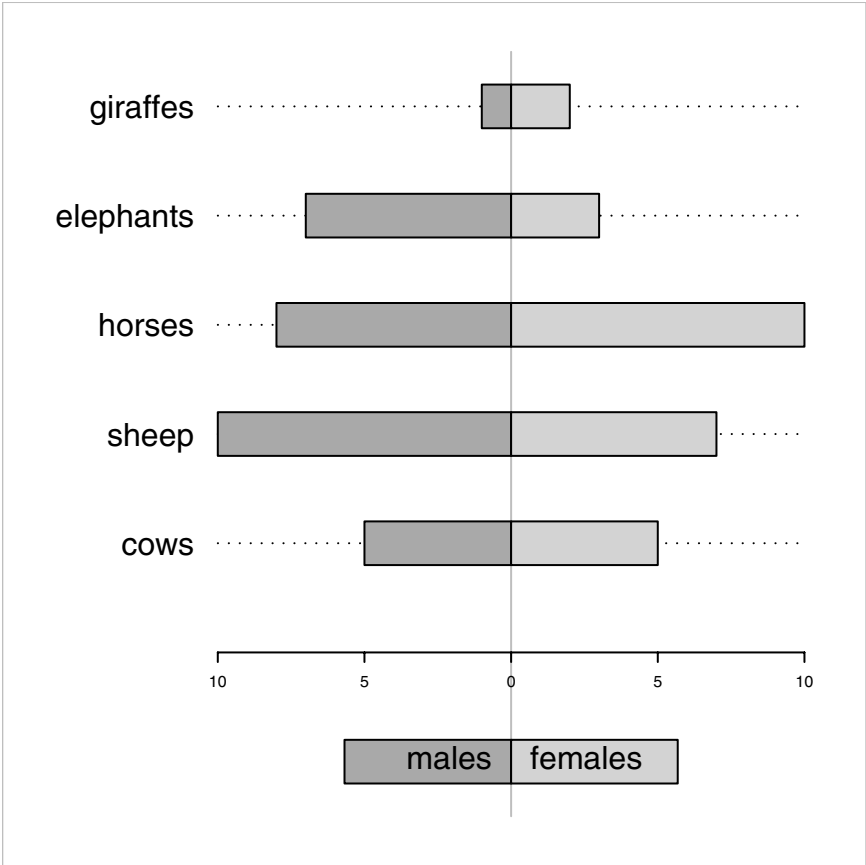 giraffes
elephants
horses
sheep
cows
10 5 0 5 10
males females